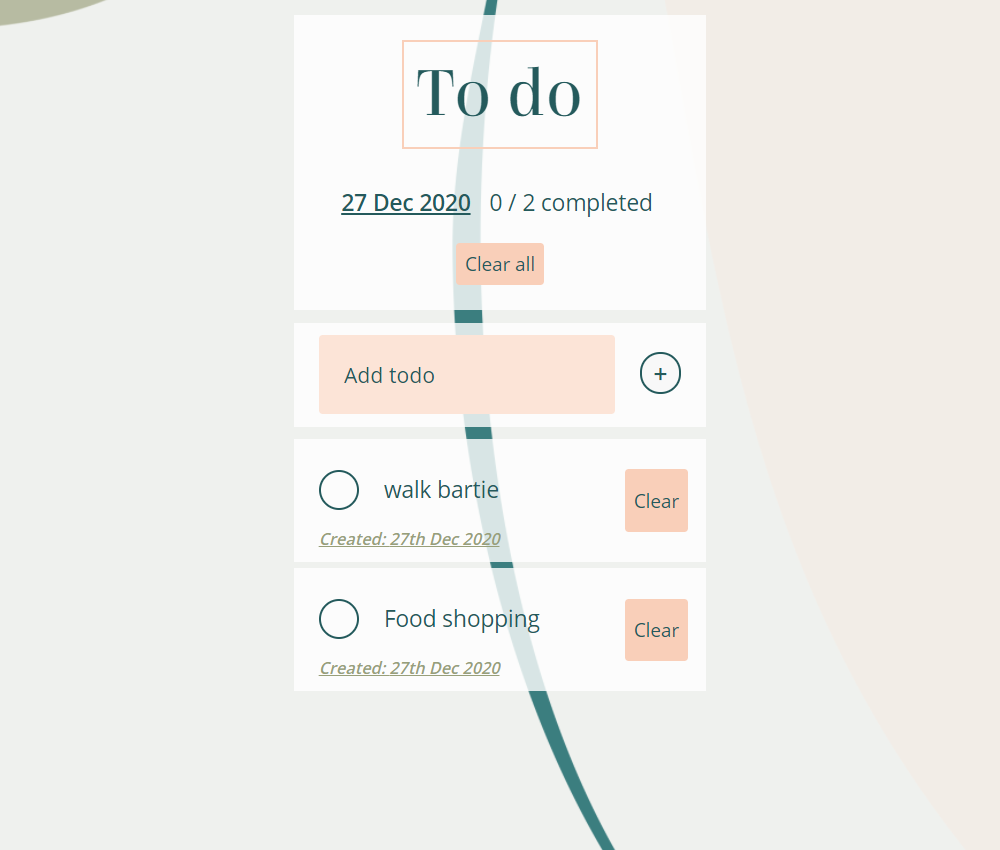 To do
27 Dec 2020 0 / 2 completed
Clear all
Add todo +
walk bartie Clear
Created: 27th Dec 2020
Food shopping Clear
Created: 27th Dec 2020